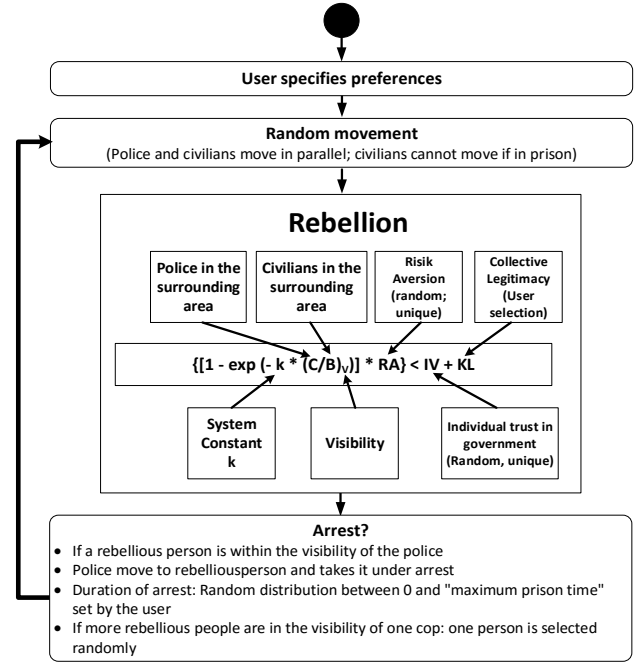 User specifies preferences
Random movement
(Police and civilians move in parallel; civilians cannot move if in prison)
Rebellion
Police in the
surrounding
area
Civilians in the
surrounding
area
Risik
Aversion
(random;
unique)
Collective
Legitimacy
(User
selection)
{[1 - exp (- k * (C/B)V)] * RA} < IV + KL
System
Constant
k
Visibility
Individual trust in
government
(Random, unique)
Arrest?
• If a rebellious person is within the visibility of the police
• Police move to rebelliousperson and takes it under arrest
• Duration of arrest: Random distribution between 0 and "maximum prison time"
set by the user
• If more rebellious people are in the visibility of one cop: one person is selected
randomly